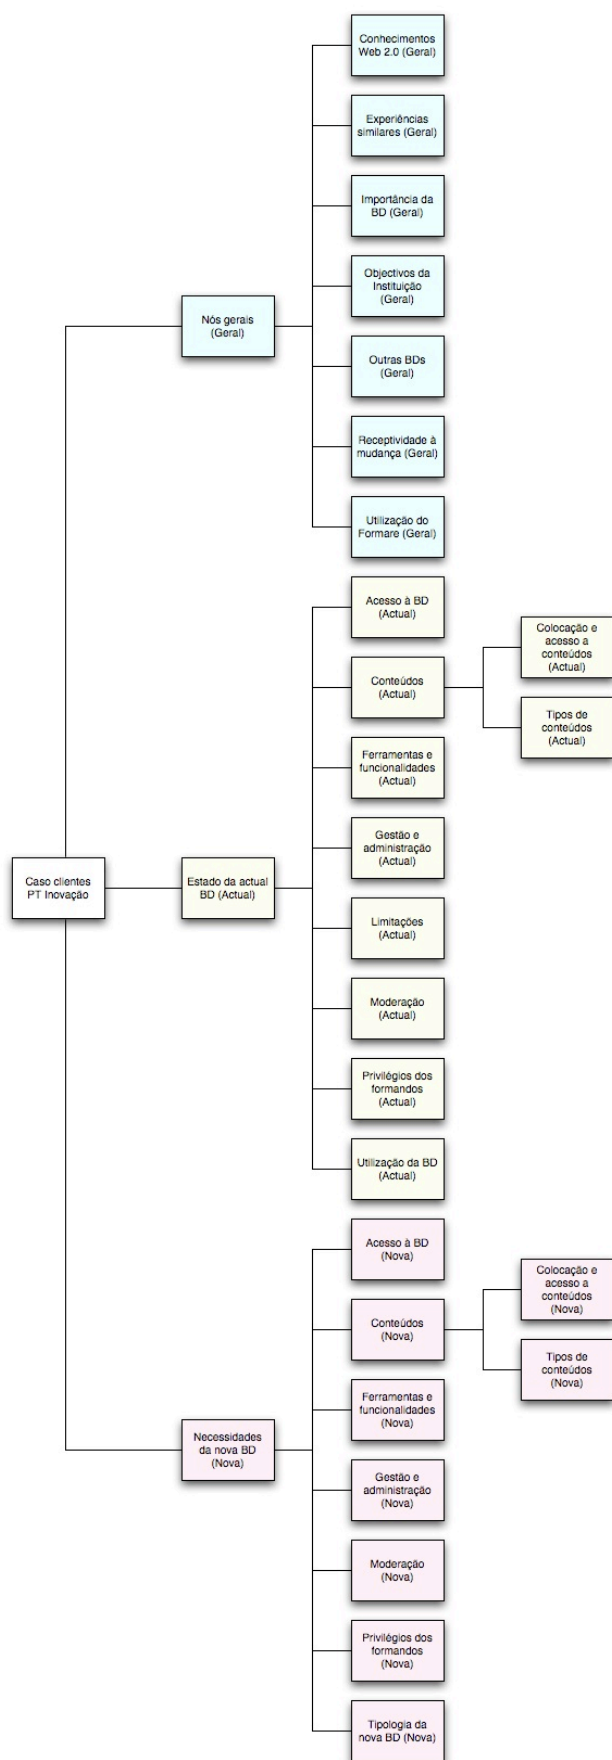 Conhecimentos
Web 2.0 (Geral)
Experiências
similares (Geral)
Importância da
BD (Geral)
Objectivos da
Instituição
(Geral)
Nós gerais
(Geral)
Outras BDs
(Geral)
Receptividade à
mudança (Geral)
Utilização do
Formare (Geral)
Acesso à BD
(Actual)
Colocação e
acesso a
conteúdos
(Actual)
Conteúdos
(Actual)
Tipos de
conteúdos
(Actual)
Ferramentas e
funcionalidades
(Actual)
Gestão e
administração
(Actual)
Caso clientes
PT Inovação
Estado da actual
BD (Actual)
Limitações
(Actual)
Moderação
(Actual)
Privilégios dos
formandos
(Actual)
Utilização da BD
(Actual)
Acesso à BD
(Nova)
Colocação e
acesso a
conteúdos
(Nova)
Conteúdos
(Nova)
Tipos de
conteúdos
(Nova)
Ferramentas e
funcionalidades
(Nova)
Necessidades
da nova BD
(Nova)
Gestão e
administração
(Nova)
Moderação
(Nova)
Privilégios dos
formandos
(Nova)
Tipologia da
nova BD (Nova)